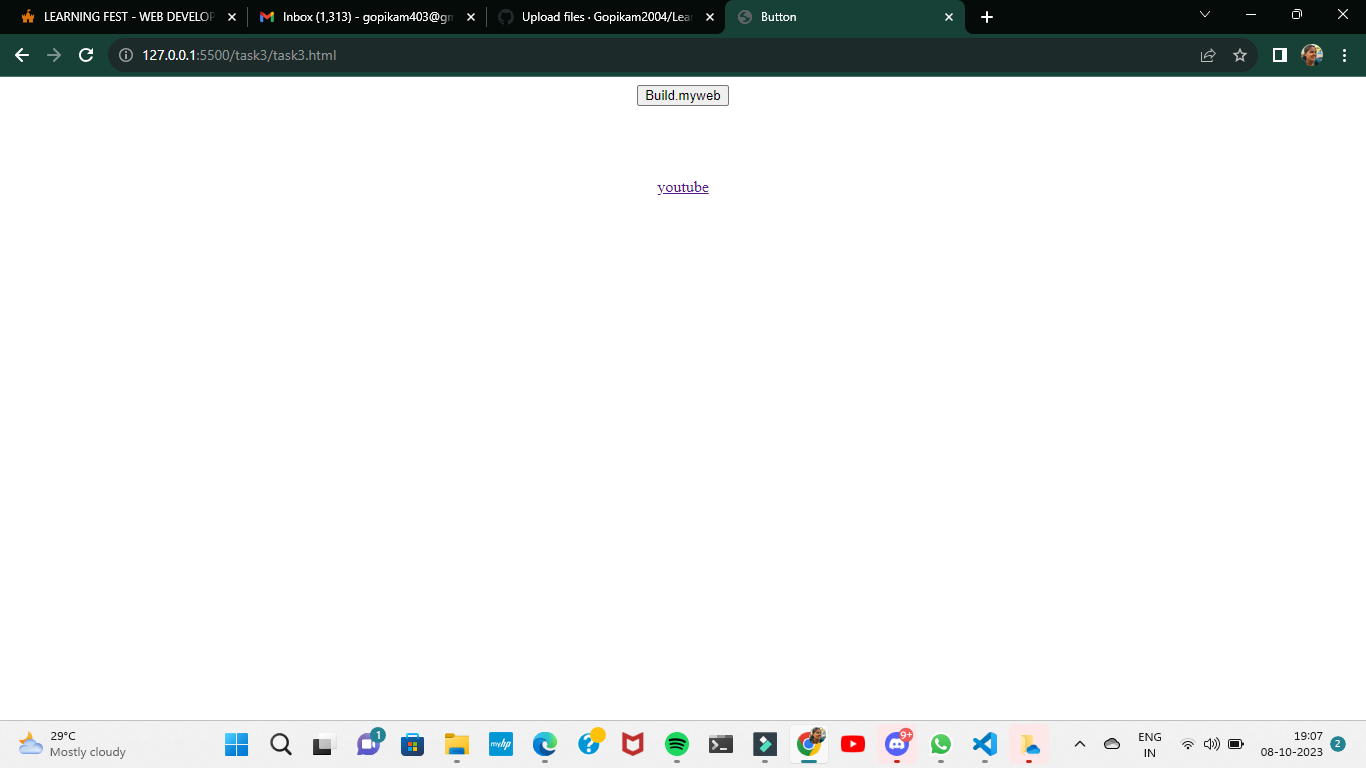 LEARNING FEST - WEB DEVELOP
Inbox (1,313) - gopikam403@gm
Upload files · Gopikam2004/Lea
Button
127.0.0.1:5500/task3/task3.html
Build.myweb
youtube
29°C
Mostly cloudy
1
myhp
?
9+
ENG
IN
19:07
08-10-2023
2